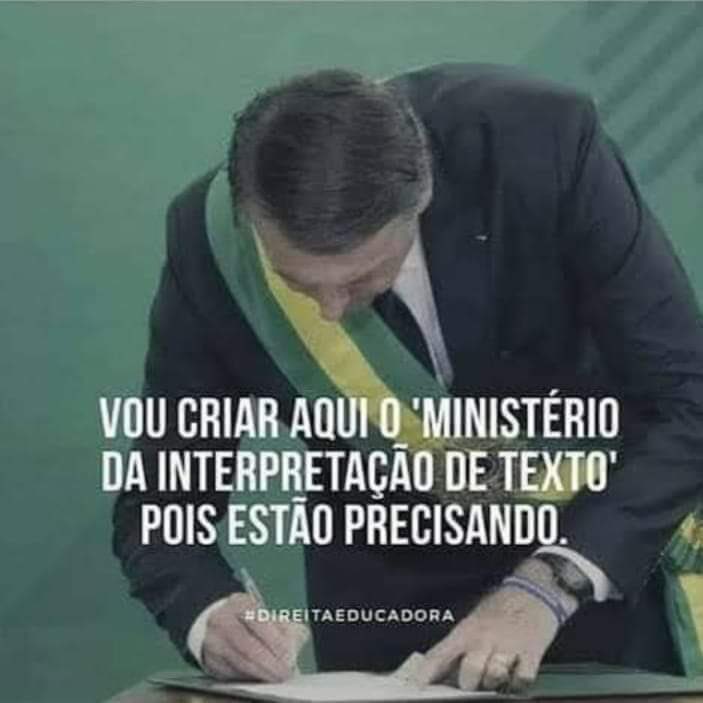 VOU CRIAR AQUI O 'MINISTÉRIO
DA INTERPRETAÇÃO DE TEXTO'
POIS ESTÃO PRECISANDO.
#DIREITAEDUCADORA